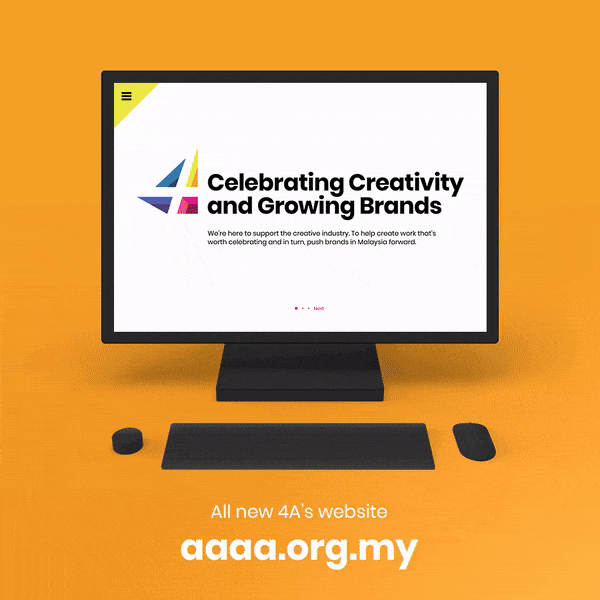 4
Celebrating Creativity
and Growing Brands
We're here to support the creative industry. To help create work that's
worth celebrating and in turn, push brands in Malaysia forward.
Next
All new 4A's website
aaaa.org.my